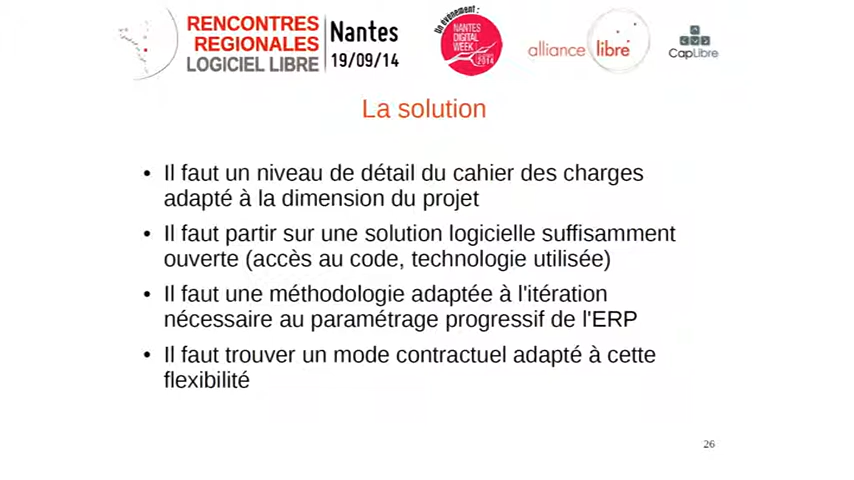 RENCONTRES
REGIONALES
LOGICIEL LIBRE
Nantes
19/09/14
Un événement :
NANTES
DIGITAL
WEEK
2014
alliance libre
CapLibre
La solution
• Il faut un niveau de détail du cahier des charges
adapté à la dimension du projet
• Il faut partir sur une solution logicielle suffisamment
ouverte (accès au code, technologie utilisée)
• Il faut une méthodologie adaptée à l'itération
nécessaire au paramétrage progressif de l'ERP
• Il faut trouver un mode contractuel adapté à cette
flexibilité
26